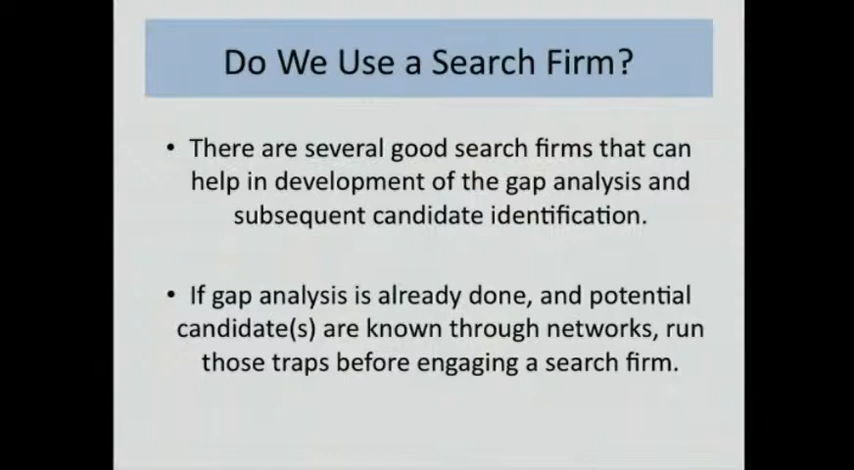 Do We Use a Search Firm?
• There are several good search firms that can
help in development of the gap analysis and
subsequent candidate identification.
• If gap analysis is already done, and potential
candidate(s) are known through networks, run
those traps before engaging a search firm.